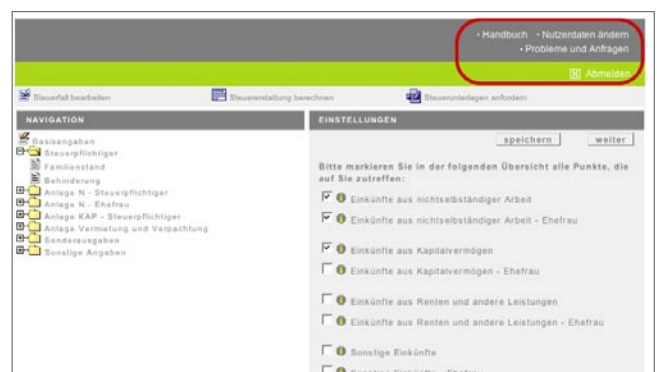 · Handbuch · Nutzerdaten ändern
· Probleme und Anfragen
Abmelden
Steuerfall bearbeiten
Steuererstattung berechnen
Steuerunterlagen anfordern
NAVIGATION
Basisangaben
Steuerpflichtiger
Familienstand
Behinderung
Anlage N - Steuerpflichtiger
Anlage N - Ehefrau
Anlage KAP - Steuerpflichtiger
Anlage Vermietung und Verpachtung
Sonderausgaben
Sonstige Angaben
EINSTELLUNGEN
speichern weiter
Bitte markieren Sie in der folgenden Übersicht alle Punkte, die
auf Sie zutreffen:
Einkünfte aus nichtselbständiger Arbeit
Einkünfte aus nichtselbständiger Arbeit - Ehefrau
Einkünfte aus Kapitalvermögen
Einkünfte aus Kapitalvermögen - Ehefrau
Einkünfte aus Renten und andere Leistungen
Einkünfte aus Renten und andere Leistungen - Ehefrau
Sonstige Einkünfte
Sonstige Einkünfte - Ehefrau